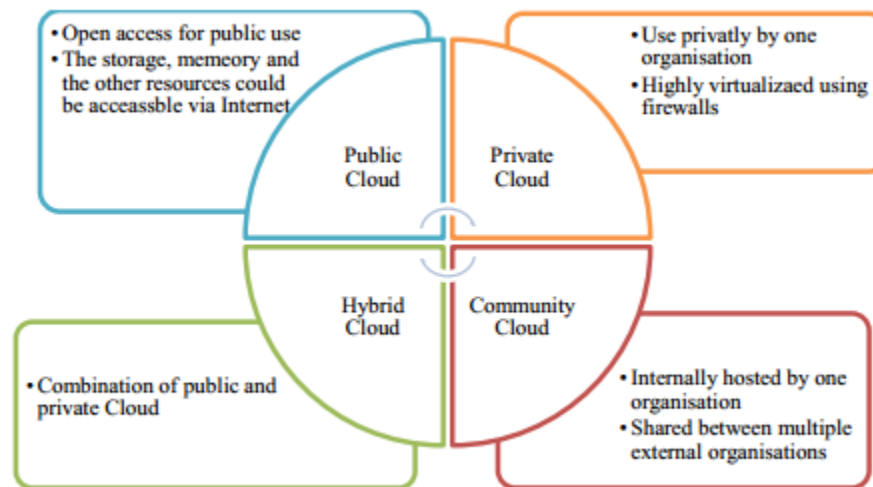 • Open access for public use
• The storage, memeory and
the other resources could
be acceassble via Internet
• Use privatly by one
organisation
• Highly virtualizaed using
firewalls
Public
Cloud
Private
Cloud
Hybrid
Cloud
Community
Cloud
• Combination of public and
private Cloud
• Internally hosted by one
organisation
• Shared between multiple
external organisations